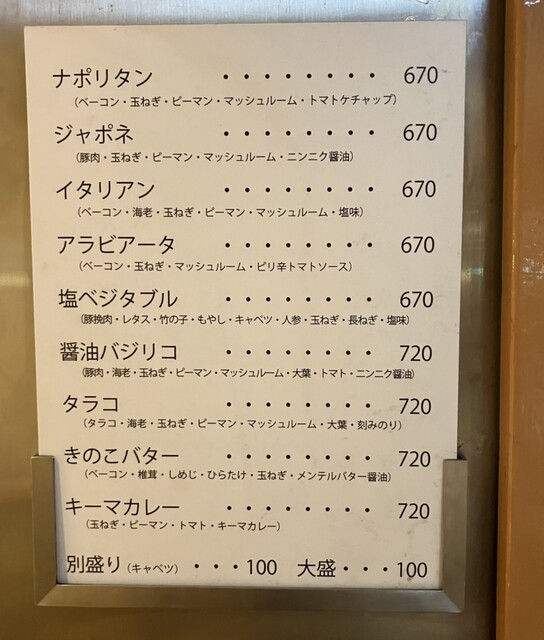 ナポリタン ・・・・・・・・ 670
（ベーコン・玉ねぎ・ピーマン・マッシュルーム・トマトケチャップ）
ジャポネ ・・・・・・・・ 670
（豚肉・玉ねぎ・ピーマン・マッシュルーム・ニンニク醤油）
イタリアン ・・・・・・・・ 670
（ベーコン・海老・玉ねぎ・ピーマン・マッシュルーム・塩味）
アラビアータ ・・・・・・・・ 670
（ベーコン・玉ねぎ・マッシュルーム・ピリ辛トマトソース）
塩ベジタブル ・・・・・・・・ 670
（豚挽肉・レタス・竹の子・もやし・キャベツ・人参・玉ねぎ・長ねぎ・塩味）
醤油バジリコ ・・・・・・・・ 720
（豚肉・海老・玉ねぎ・ピーマン・マッシュルーム・大葉・トマト・ニンニク醤油）
タラコ ・・・・・・・・ 720
（タラコ・海老・玉ねぎ・ピーマン・マッシュルーム・大葉・刻みのり）
きのこバター ・・・・・・・・ 720
（ベーコン・椎茸・しめじ・ひらたけ・玉ねぎ・メンテルバター醤油）
キーマカレー ・・・・・・・・ 720
（玉ねぎ・ピーマン・トマト・キーマカレー）
別盛り（キャベツ） ・・・100 大盛・・・100